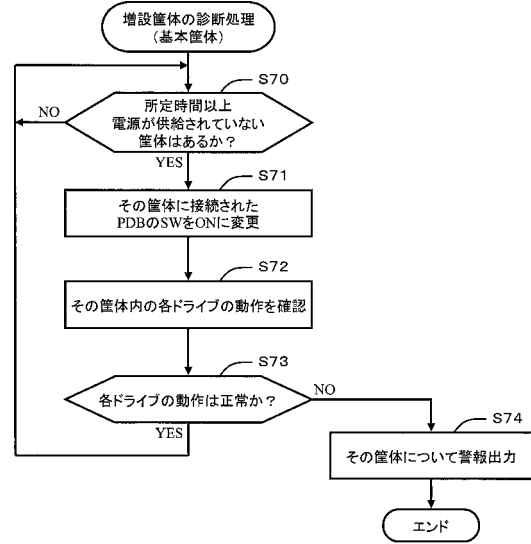 増設筐体の診断処理
(基本筐体)
S70
所定時間以上
電源が供給されていない
筐体はあるか？
NO
YES
S71
その筐体に接続された
PDBのSWをONに変更
S72
その筐体内の各ドライブの動作を確認
S73
各ドライブの動作は正常か？
NO
YES
S74
その筐体について警報出力
エンド